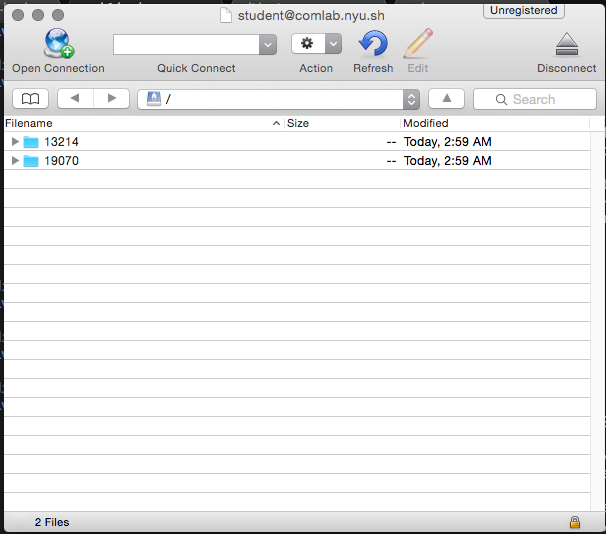 student@comlab.nyu.sh
Unregistered
Open Connection
Quick Connect
Action
Refresh
Edit
Disconnect
/
Search
Filename Size Modified
13214 -- Today, 2:59 AM
19070 -- Today, 2:59 AM
2 Files